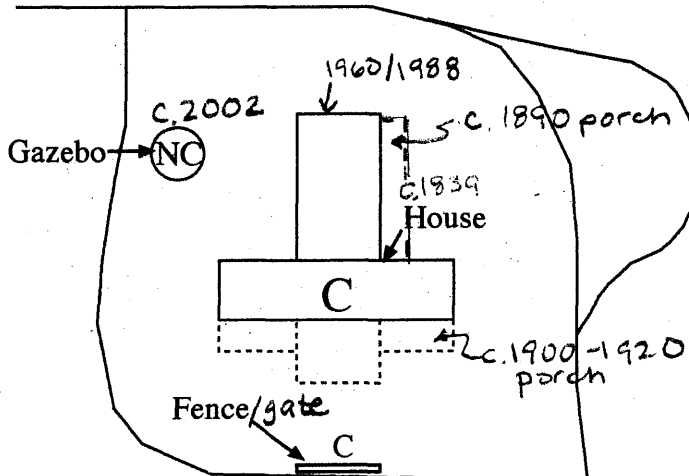 1960/1988
C. 2002
C. 1890 porch
Gazebo
NC
C. 1839
House
C
C. 1900-1920
porch
Fence/gate
C